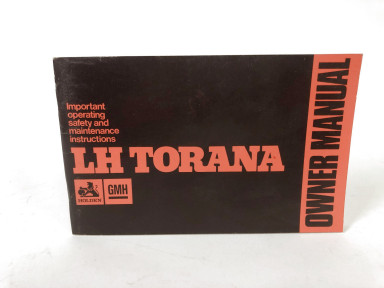 Important
operating
safety and
maintenance
instructions
LH TORANA
HOLDEN
GMH
OWNER MANUAL